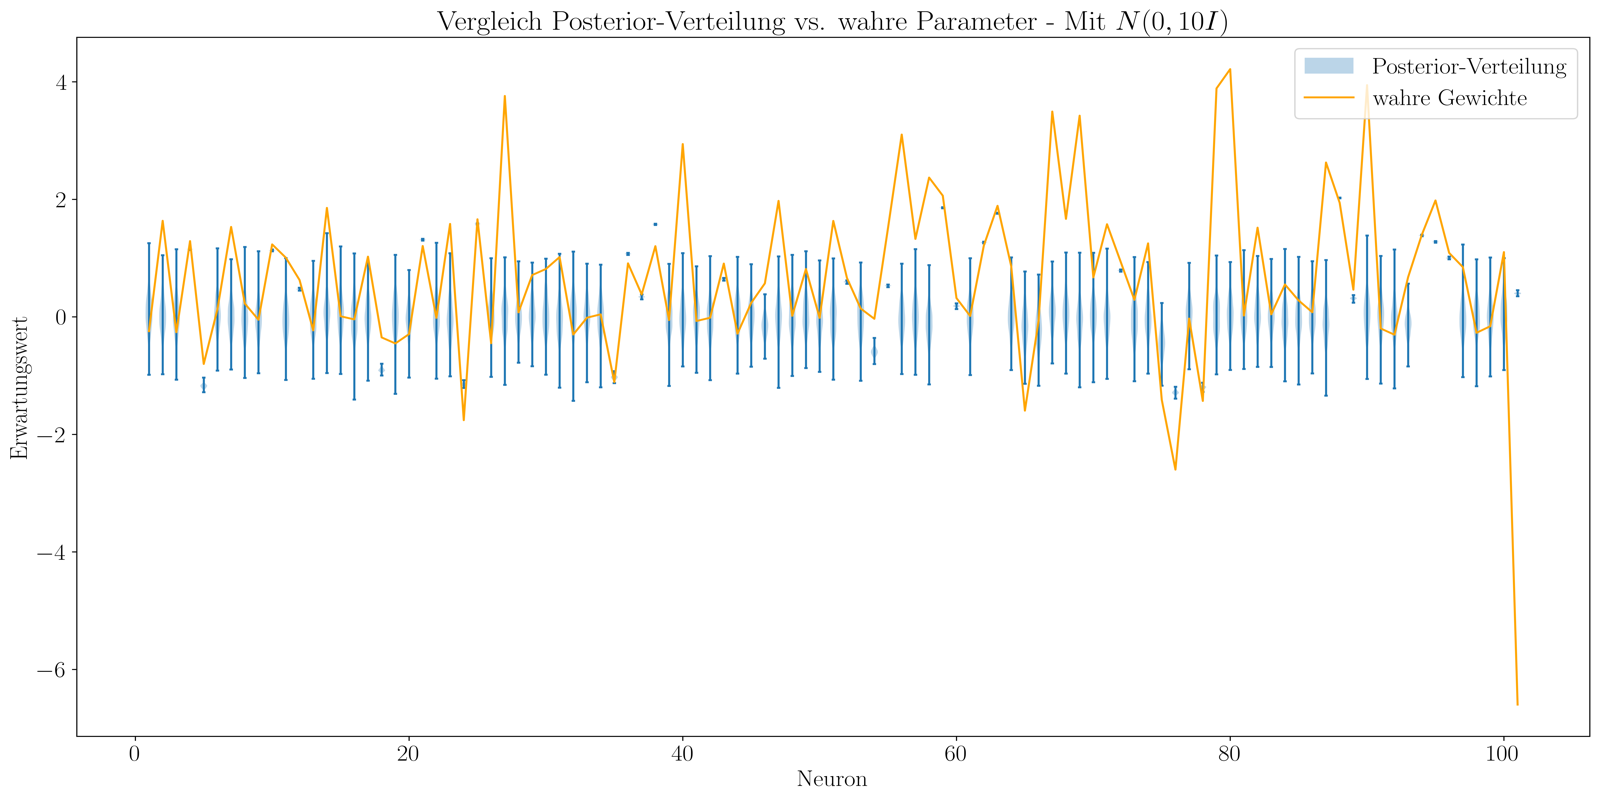 Vergleich Posterior-Verteilung vs. wahre Parameter - Mit N(0, 10I)
Posterior-Verteilung
wahre Gewichte
4
2
0
−2
−4
−6
Erwartungswert
0 20 40 60 80 100
Neuron